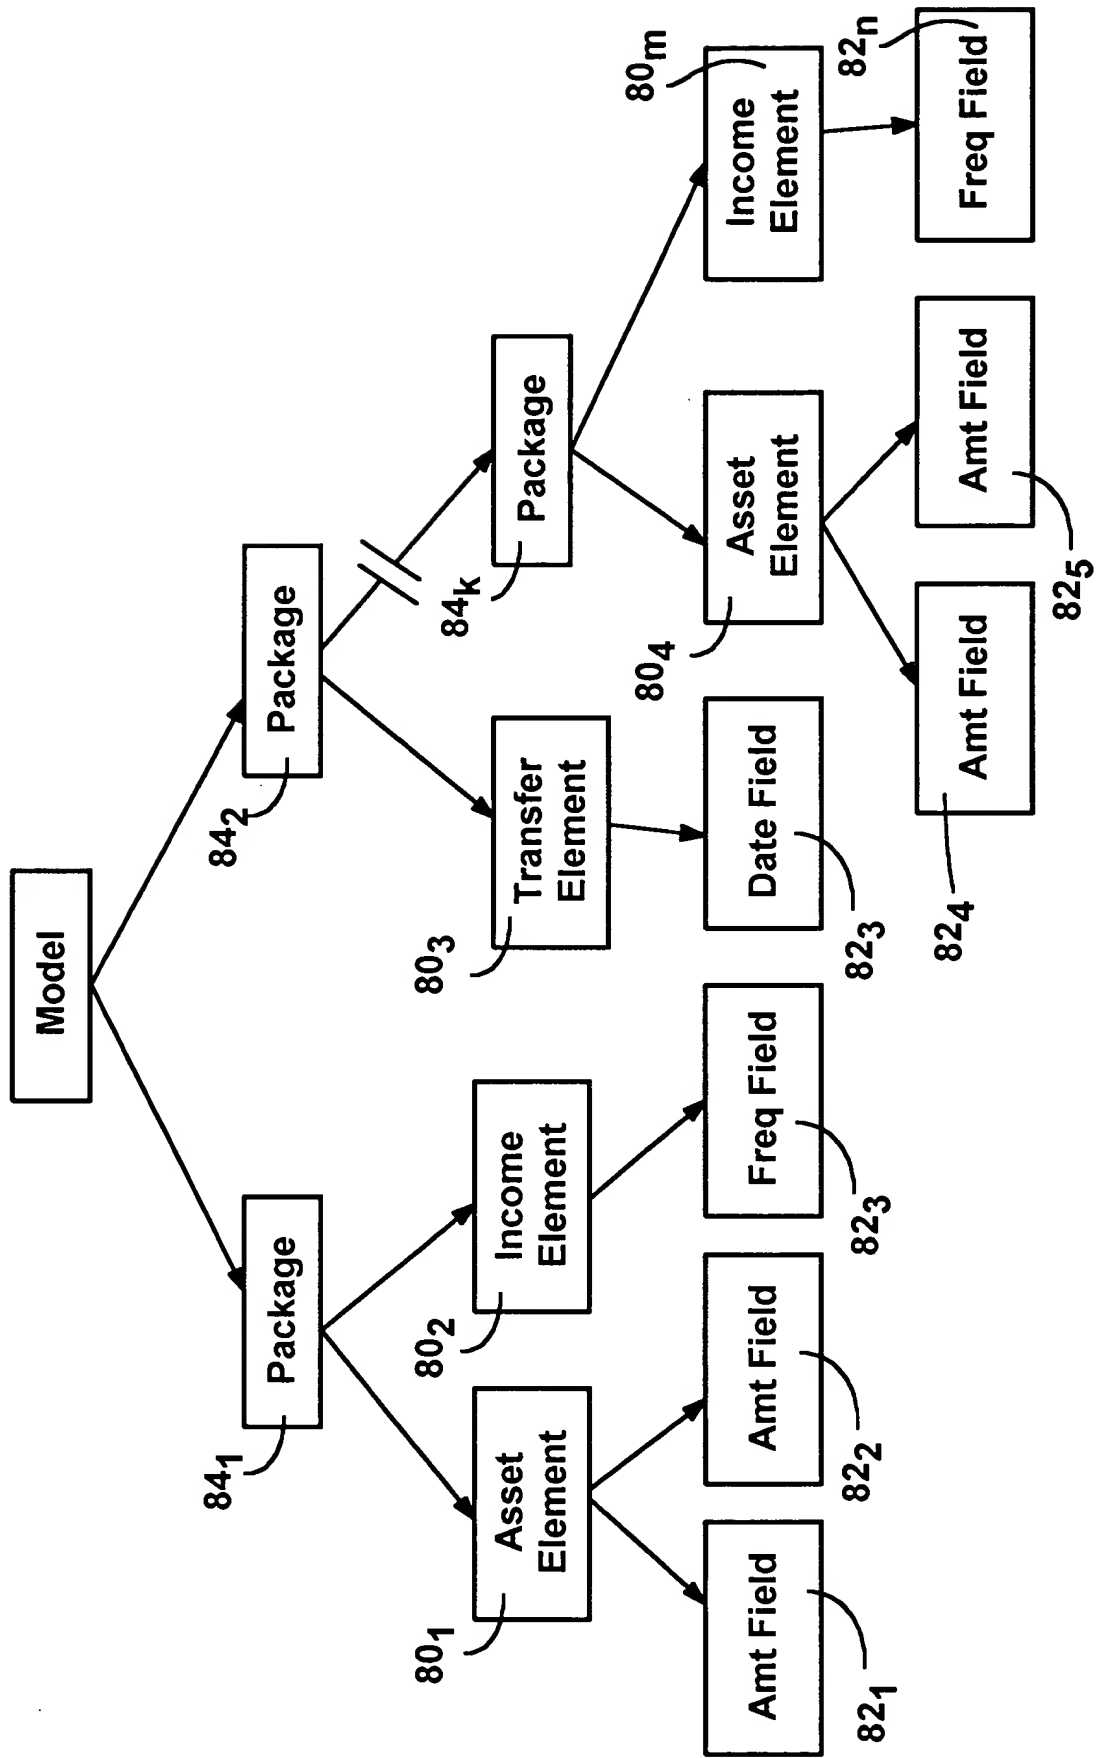 Model
84₁
Package
84₂
Package
80₁
Asset
Element
80₂
Income
Element
80₃
Transfer
Element
84ₖ
Package
Amt Field
82₁
Amt Field
82₂
Freq Field
82₃
Date Field
82₃
80₄
Asset
Element
80ₘ
Income
Element
Amt Field
82₄
Amt Field
82₅
Freq Field
82ₙ